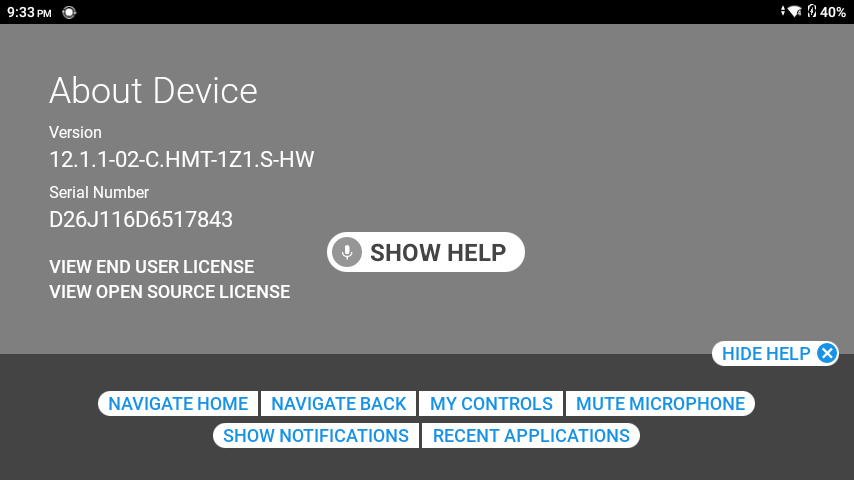 9:33 PM
40%
About Device
Version
12.1.1-02-C.HMT-1Z1.S-HW
Serial Number
D26J116D6517843
SHOW HELP
VIEW END USER LICENSE
VIEW OPEN SOURCE LICENSE
HIDE HELP
NAVIGATE HOME
NAVIGATE BACK
MY CONTROLS
MUTE MICROPHONE
SHOW NOTIFICATIONS
RECENT APPLICATIONS